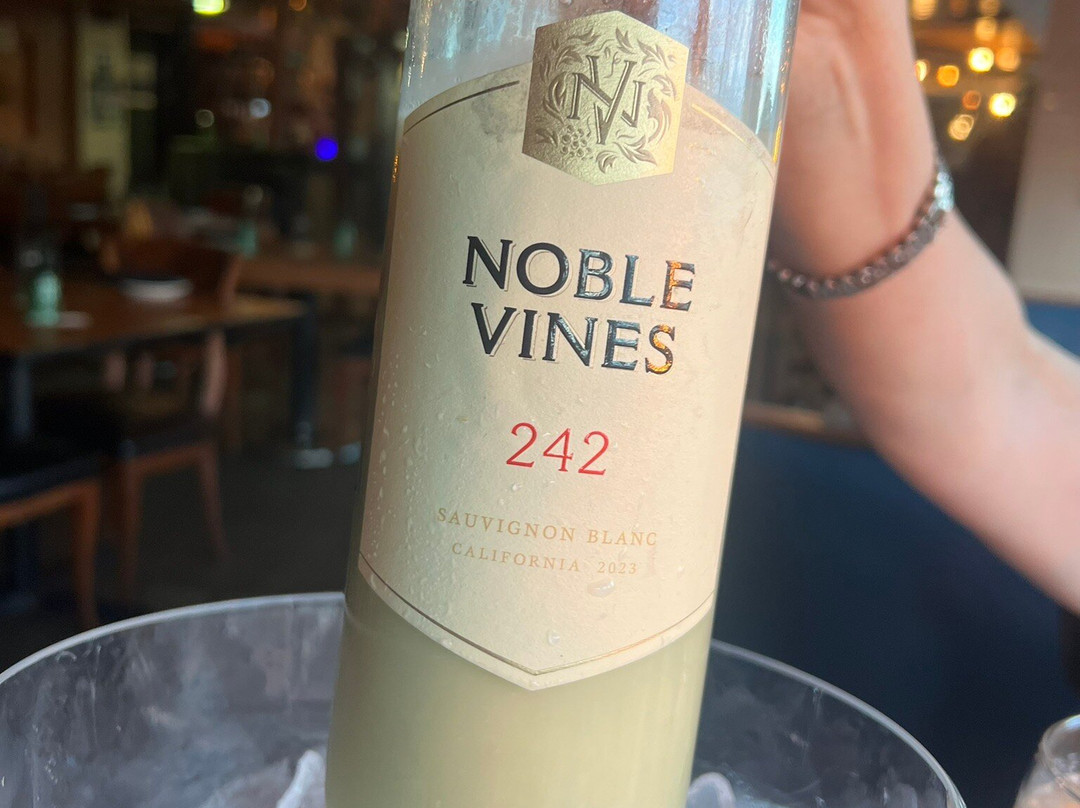 NV
NOBLE
VINES
242
SAUVIGNON BLANC
CALIFORNIA 2023